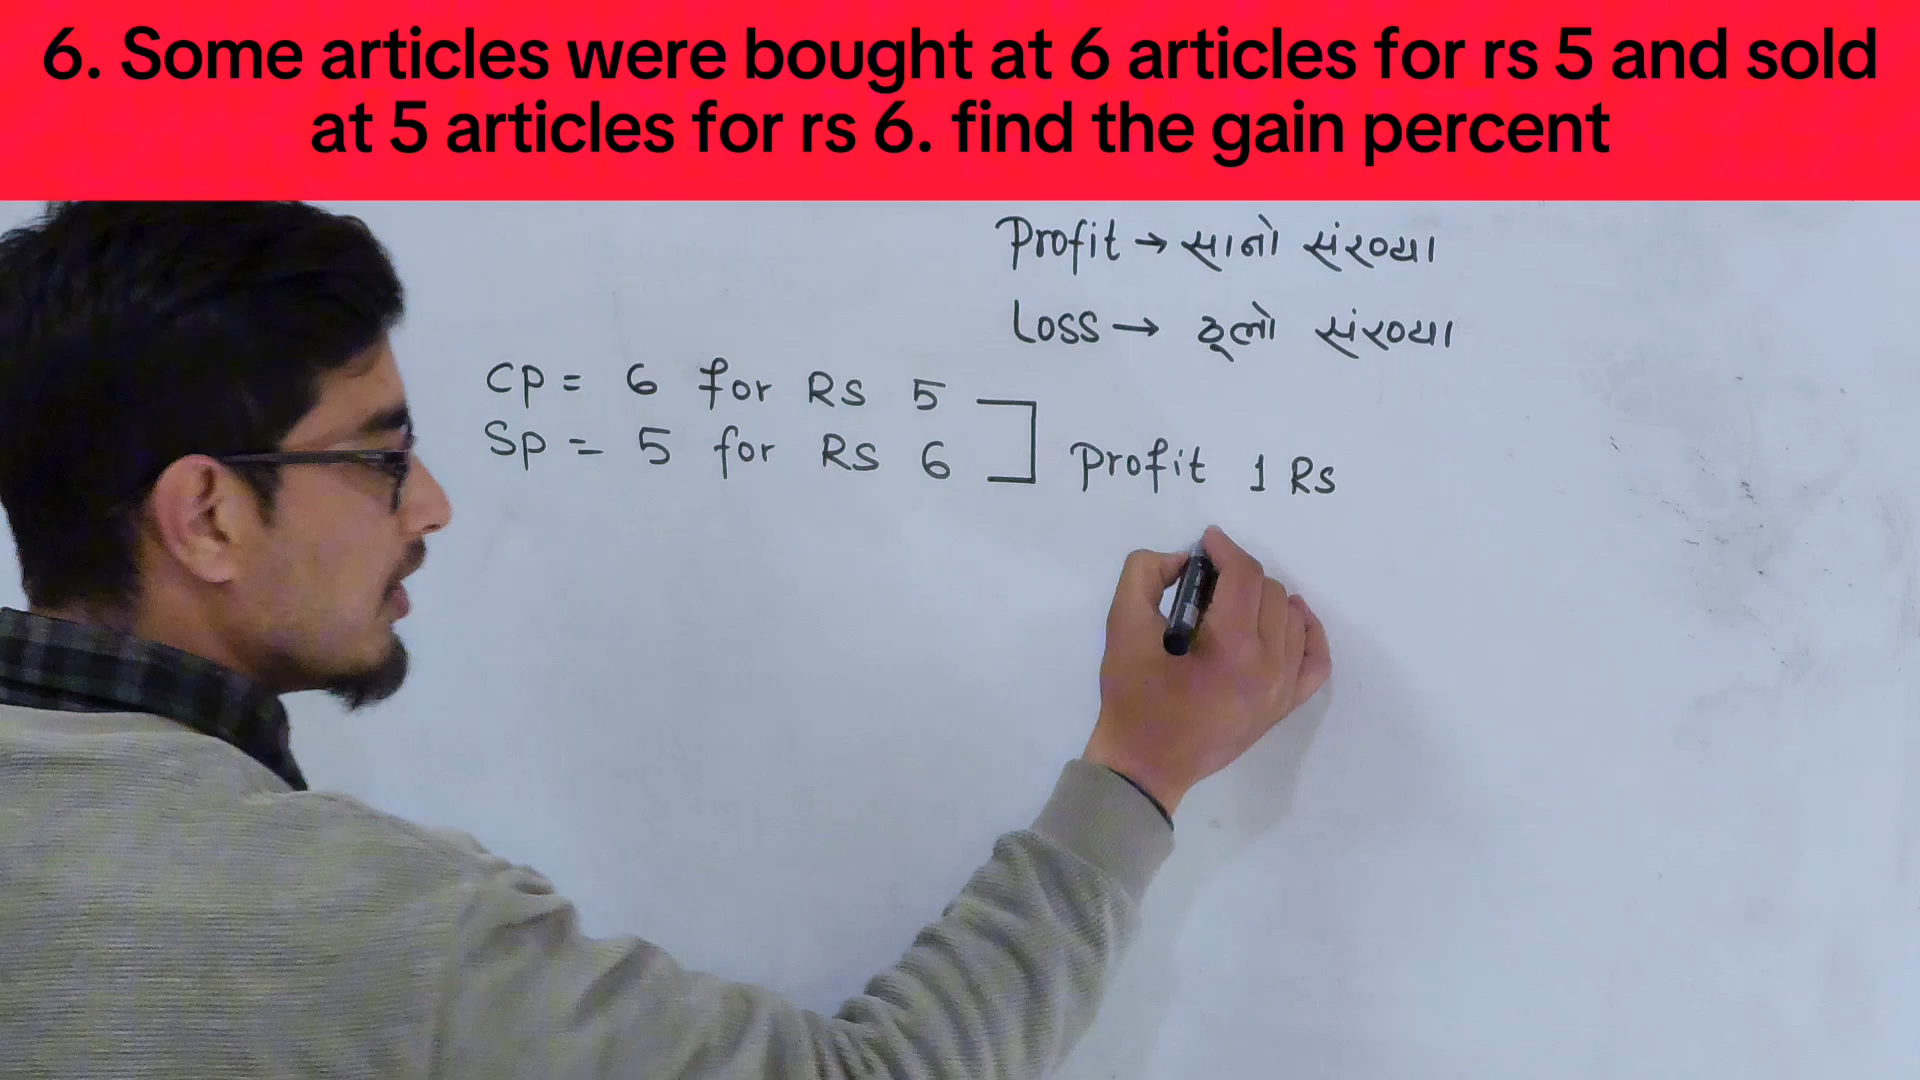 6. Some articles were bought at 6 articles for rs 5 and sold
at 5 articles for rs 6. find the gain percent
Profit → सानो संख्या
Loss → ठूलो संख्या
CP = 6 for Rs 5
SP = 5 for Rs 6
Profit 1 Rs